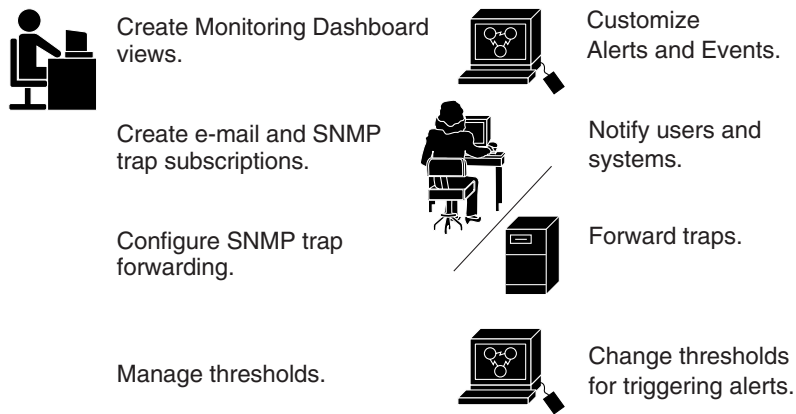 Create Monitoring Dashboard
views.
Customize
Alerts and Events.
Create e-mail and SNMP
trap subscriptions.
Notify users and
systems.
Configure SNMP trap
forwarding.
Forward traps.
Manage thresholds.
Change thresholds
for triggering alerts.